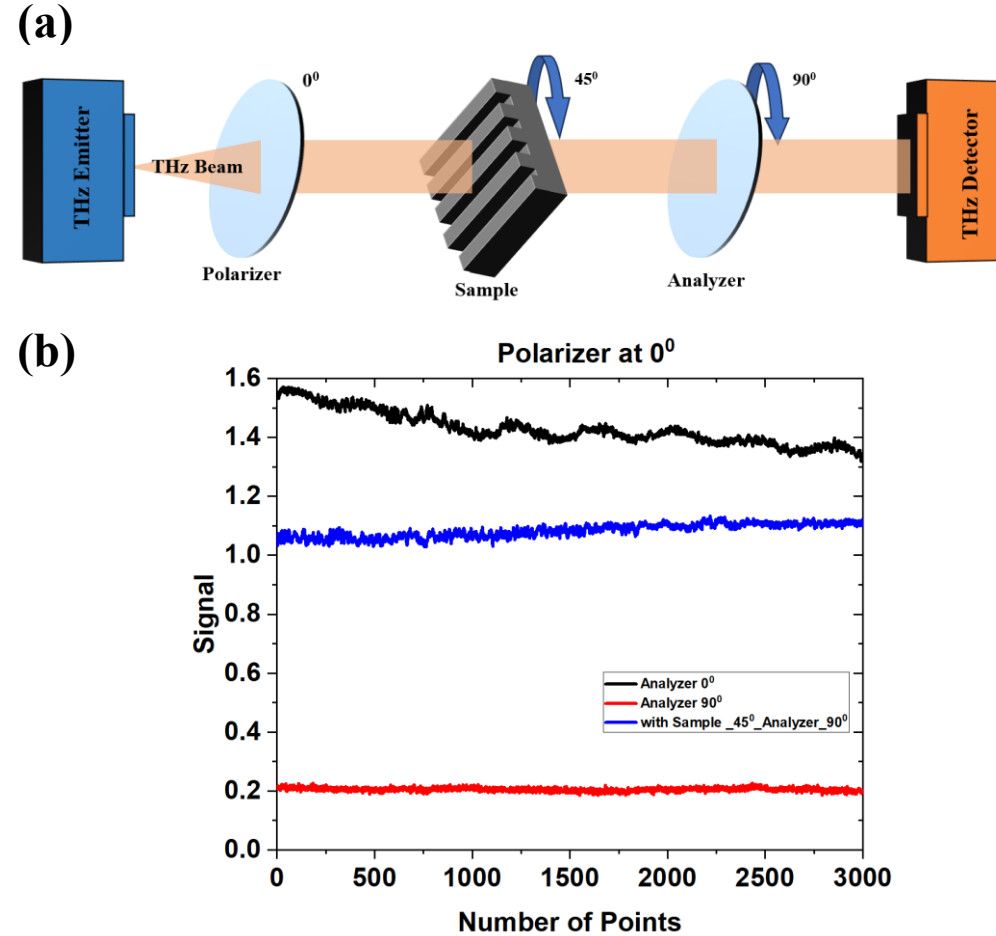 (a)
0⁰
45⁰
90⁰
THz Emitter
THz Beam
THz Detector
Polarizer
Sample
Analyzer
(b)
Polarizer at 0⁰
1.6
1.4
1.2
1.0
0.8
0.6
0.4
0.2
0.0
Signal
Analyzer 0⁰
Analyzer 90⁰
with Sample _45⁰_Analyzer_90⁰
0 500 1000 1500 2000 2500 3000
Number of Points